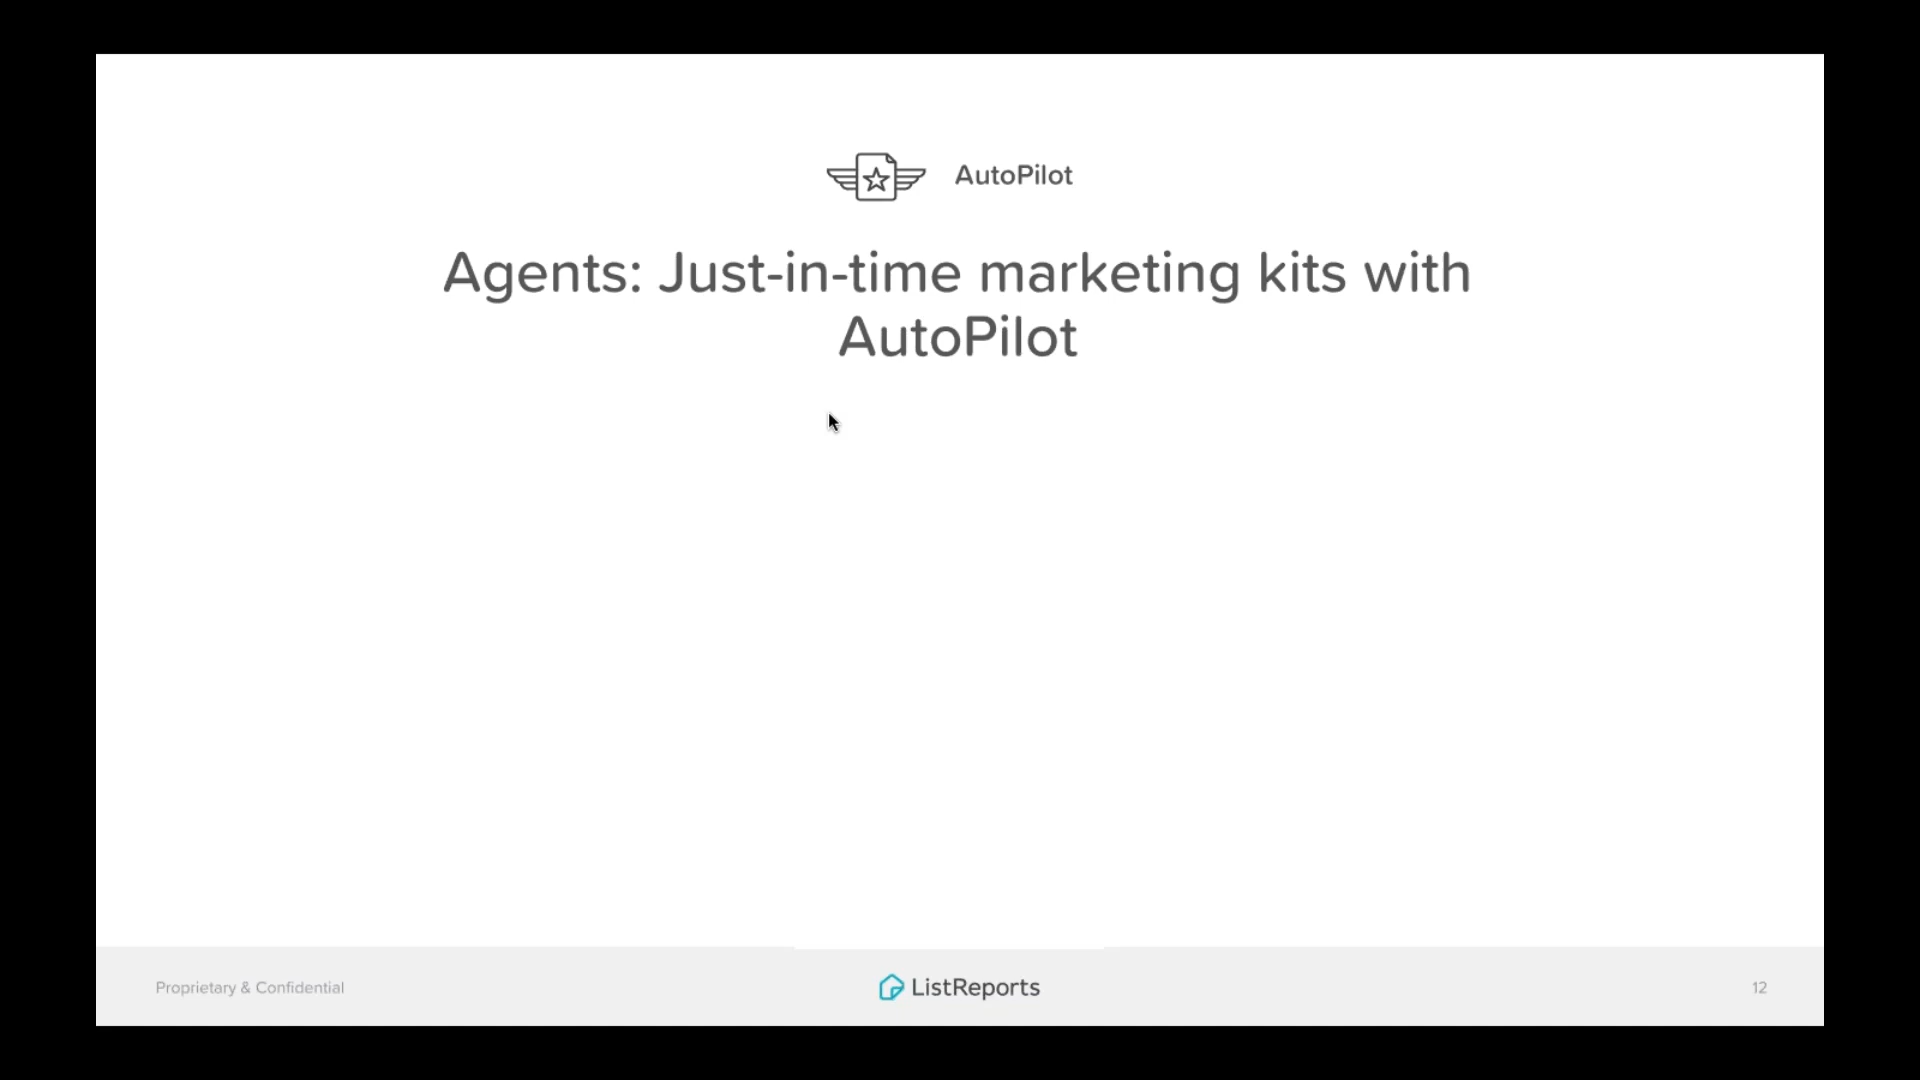 AutoPilot
Agents: Just-in-time marketing kits with
AutoPilot
Proprietary & Confidential
ListReports
12